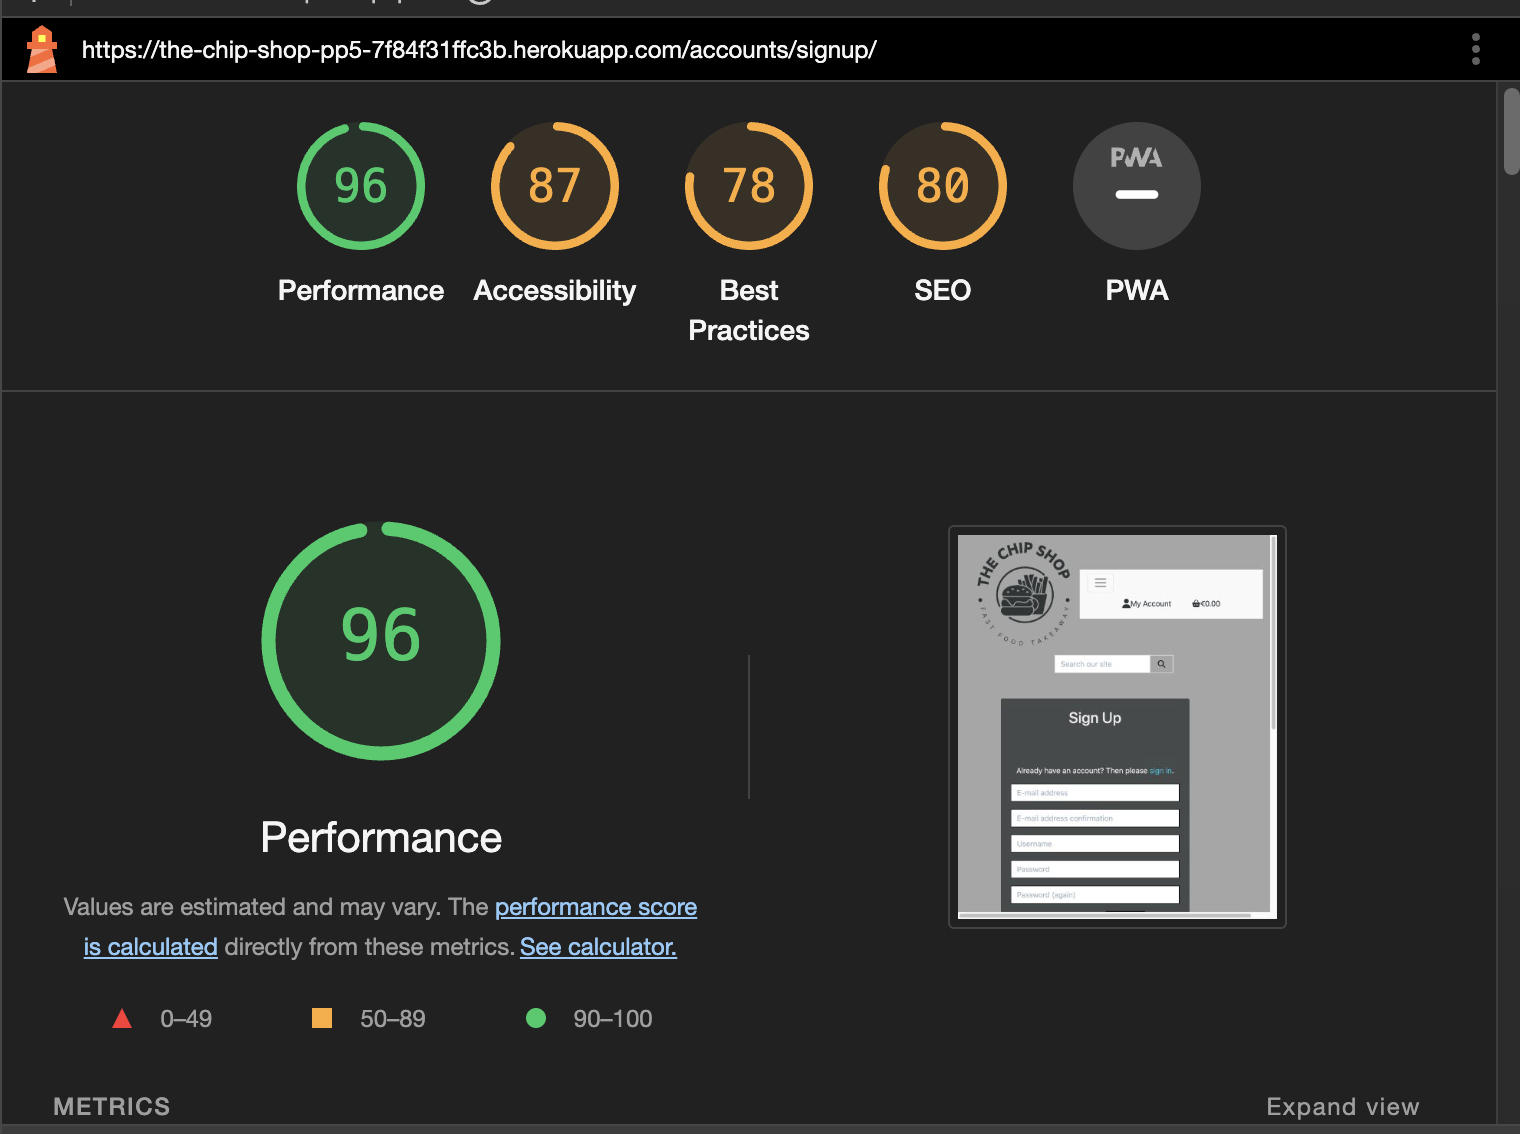 https://the-chip-shop-pp5-7f84f31ffc3b.herokuapp.com/accounts/signup/
96
87
78
80
PWA
Performance
Accessibility
Best
Practices
SEO
PWA
96
Performance
Values are estimated and may vary. The performance score
is calculated directly from these metrics. See calculator.
0–49
50–89
90–100
THE CHIP SHOP
FAST FOOD TAKEAWAY
My Account
€0.00
Search our site
Sign Up
Already have an account? Then please sign in.
E-mail address
E-mail address confirmation
Username
Password
Password (again)
METRICS
Expand view